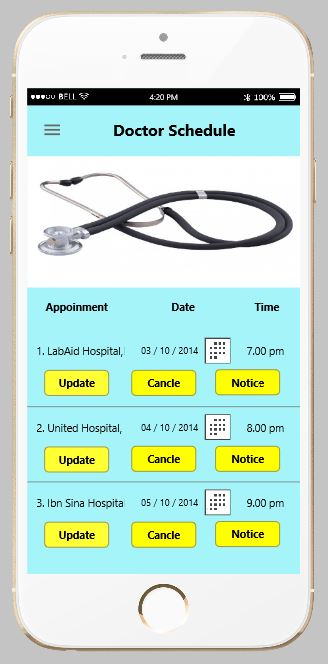 BELL 4:20 PM 100%
Doctor Schedule
Appoinment Date Time
1. LabAid Hospital, 03 / 10 / 2014 7.00 pm
Update Cancle Notice
2. United Hospital, 04 / 10 / 2014 8.00 pm
Update Cancle Notice
3. Ibn Sina Hospita 05 / 10 / 2014 9.00 pm
Update Cancle Notice